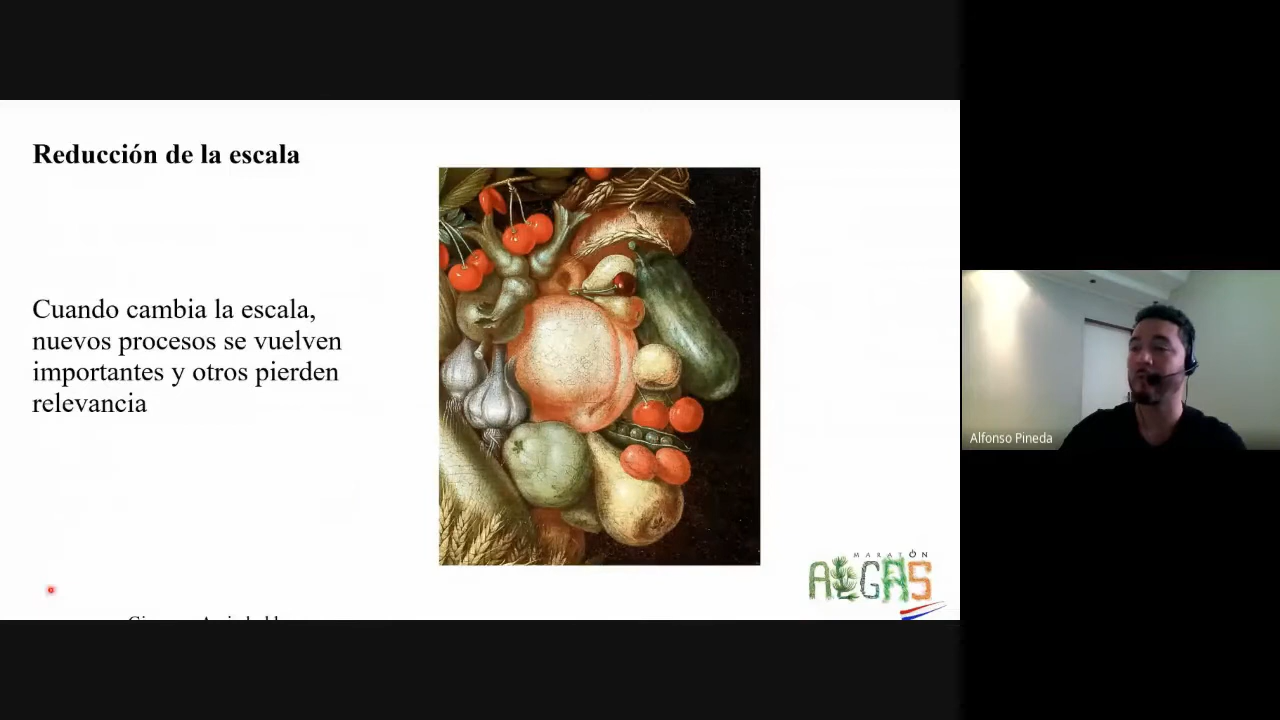 Reducción de la escala
Cuando cambia la escala,
nuevos procesos se vuelven
importantes y otros pierden
relevancia
MARATÓN
ALGAS
Alfonso Pineda